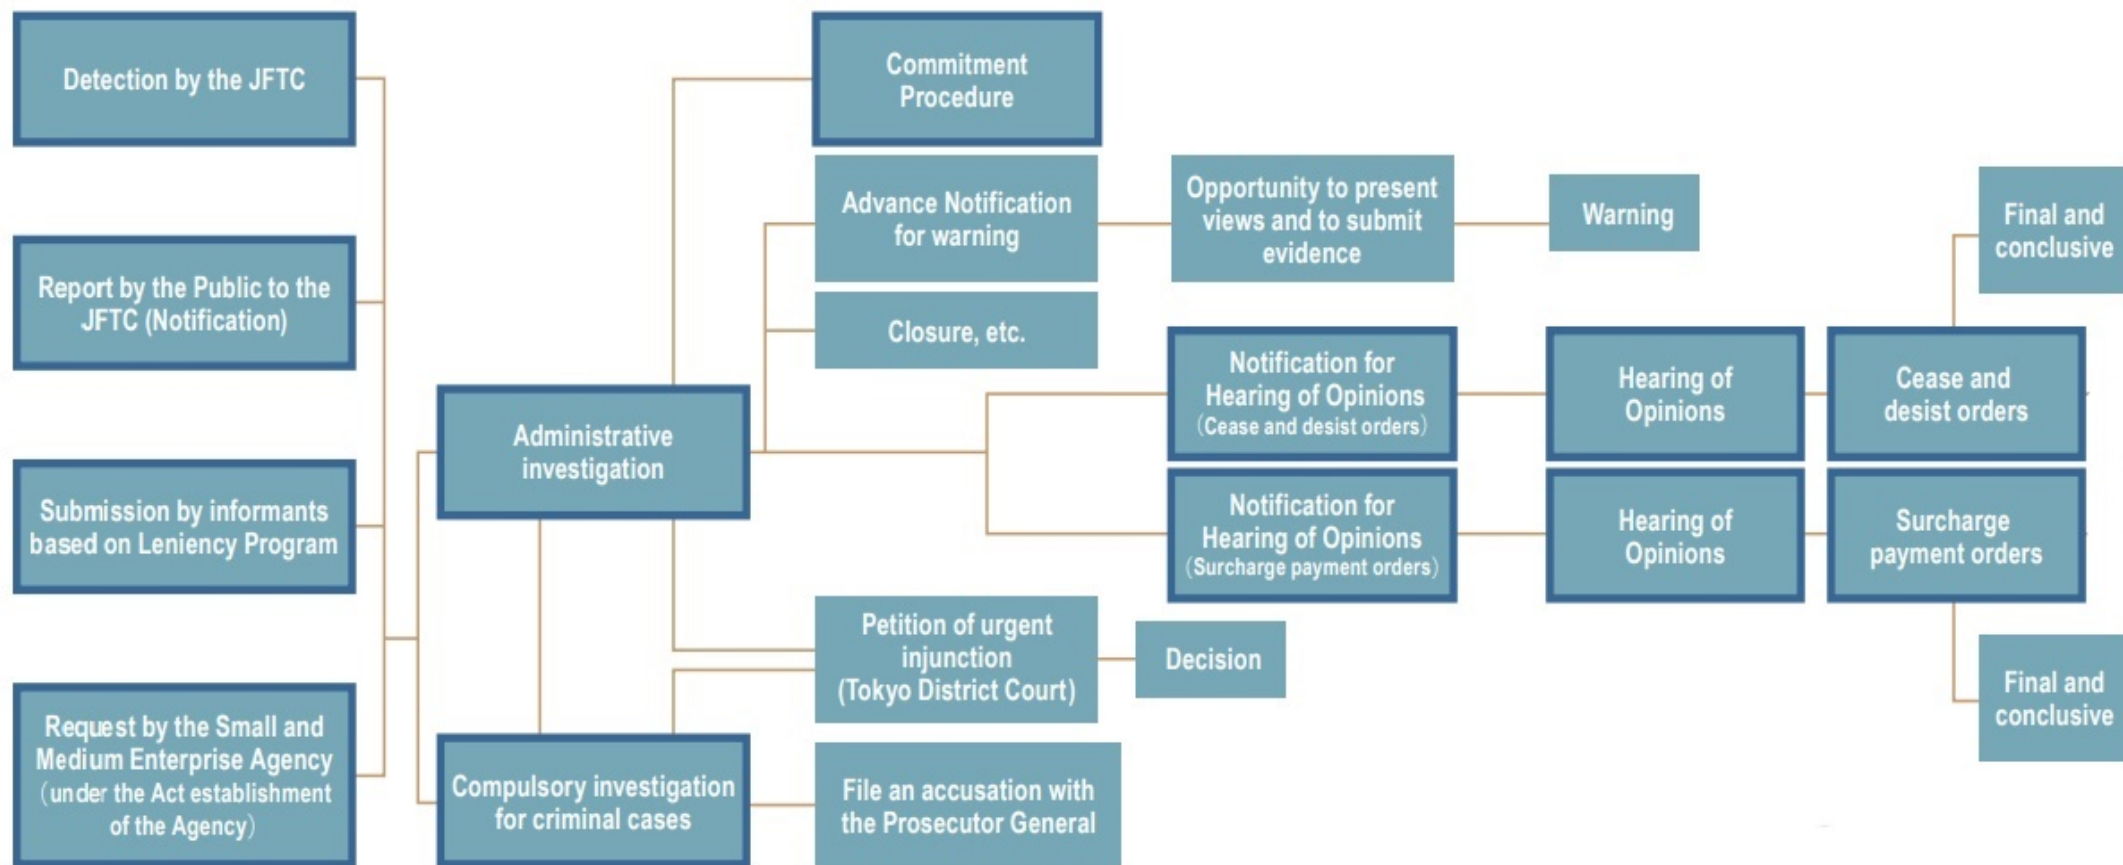 Detection by the JFTC
Report by the Public to the
JFTC (Notification)
Submission by informants
based on Leniency Program
Request by the Small and
Medium Enterprise Agency
(under the Act establishment
of the Agency)
Administrative
investigation
Compulsory investigation
for criminal cases
Commitment
Procedure
Advance Notification
for warning
Opportunity to present
views and to submit
evidence
Warning
Closure, etc.
Notification for
Hearing of Opinions
(Cease and desist orders)
Hearing of
Opinions
Cease and
desist orders
Final and
conclusive
Notification for
Hearing of Opinions
(Surcharge payment orders)
Hearing of
Opinions
Surcharge
payment orders
Final and
conclusive
Petition of urgent
injunction
(Tokyo District Court)
Decision
File an accusation with
the Prosecutor General